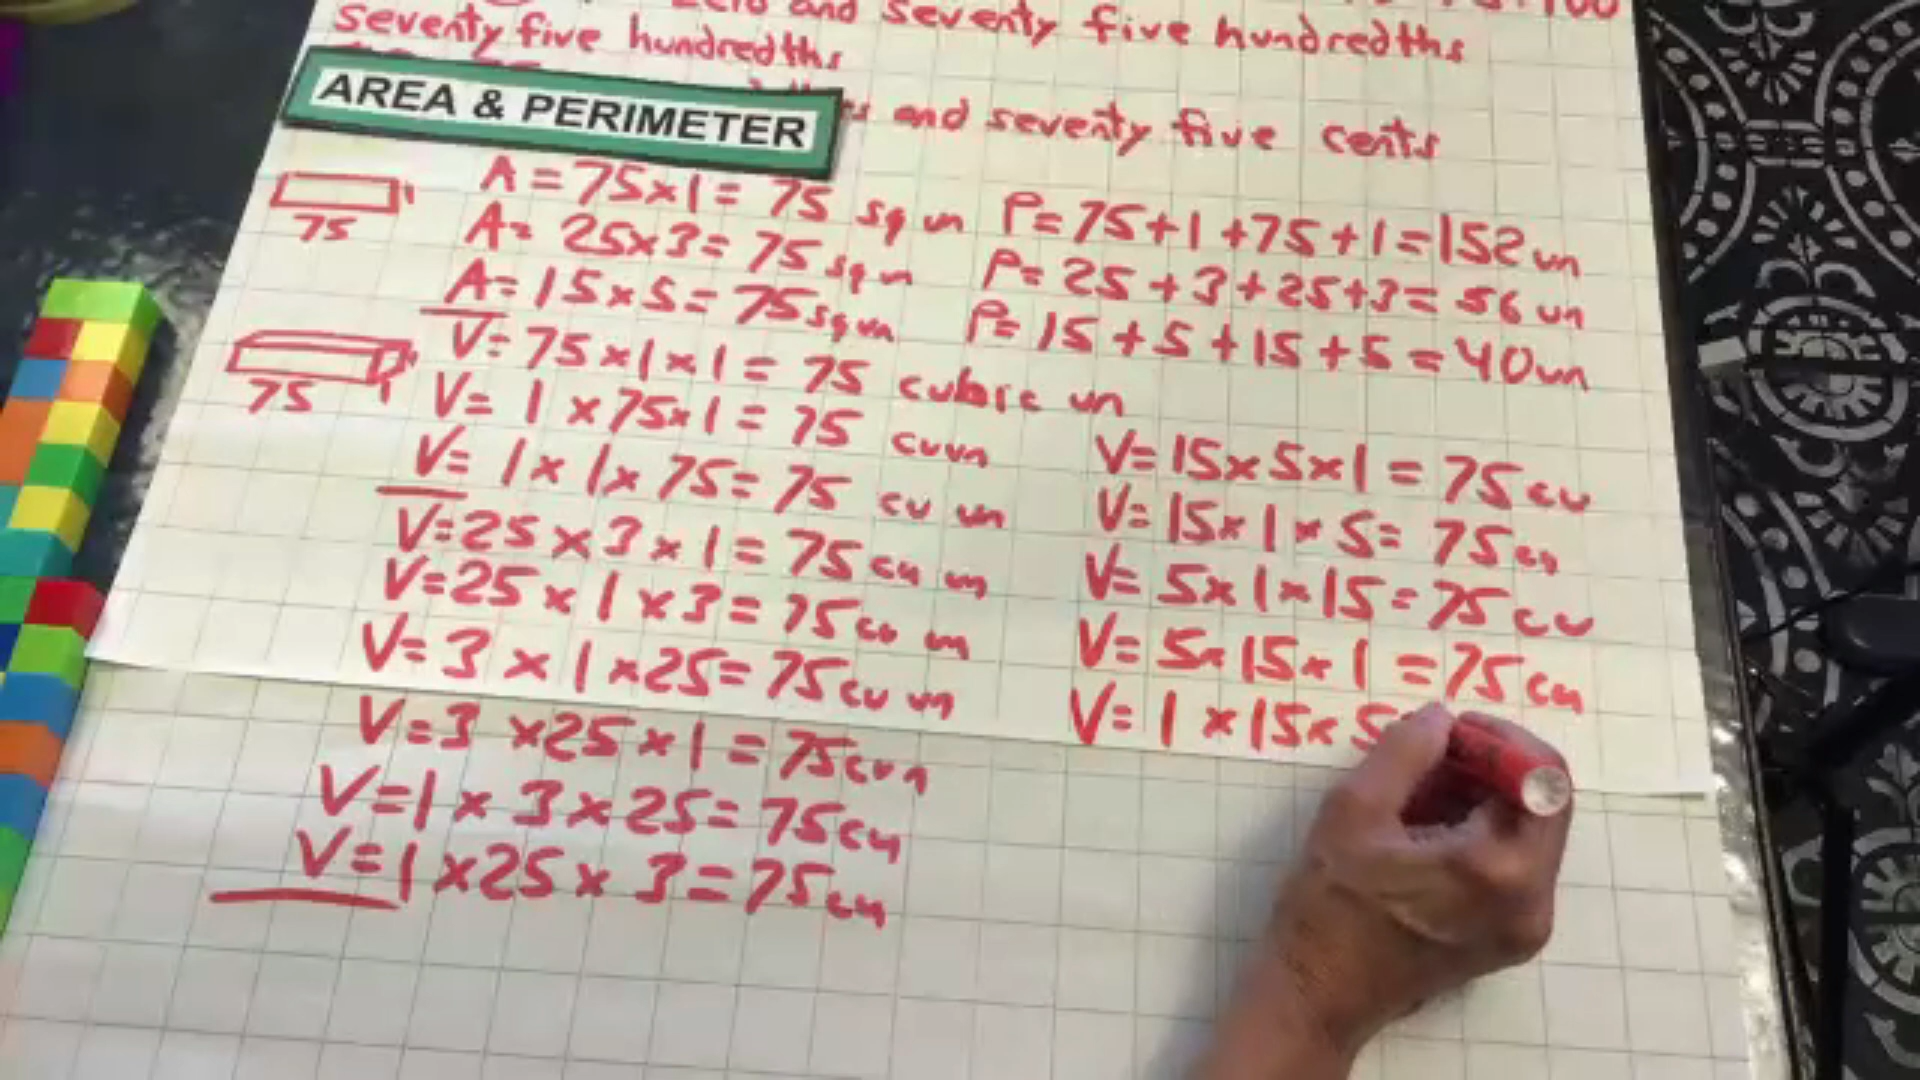 zero and seventy five hundredths
seventy five hundredths
AREA & PERIMETER
and seventy five cents
75
A = 75 x 1 = 75 sq un P = 75 + 1 + 75 + 1 = 152 un
A = 25 x 3 = 75 sq un P = 25 + 3 + 25 + 3 = 56 un
A = 15 x 5 = 75 sq un P = 15 + 5 + 15 + 5 = 40 un
75 1
V = 75 x 1 x 1 = 75 cubic un
V = 1 x 75 x 1 = 75 cu un
V = 1 x 1 x 75 = 75 cu un
V = 25 x 3 x 1 = 75 cu un
V = 25 x 1 x 3 = 75 cu un
V = 3 x 1 x 25 = 75 cu un
V = 3 x 25 x 1 = 75 cu un
V = 1 x 3 x 25 = 75 cu
V = 1 x 25 x 3 = 75 cu
V = 15 x 5 x 1 = 75 cu
V = 15 x 1 x 5 = 75 cu
V = 5 x 1 x 15 = 75 cu
V = 5 x 15 x 1 = 75 cu
V = 1 x 15 x 5